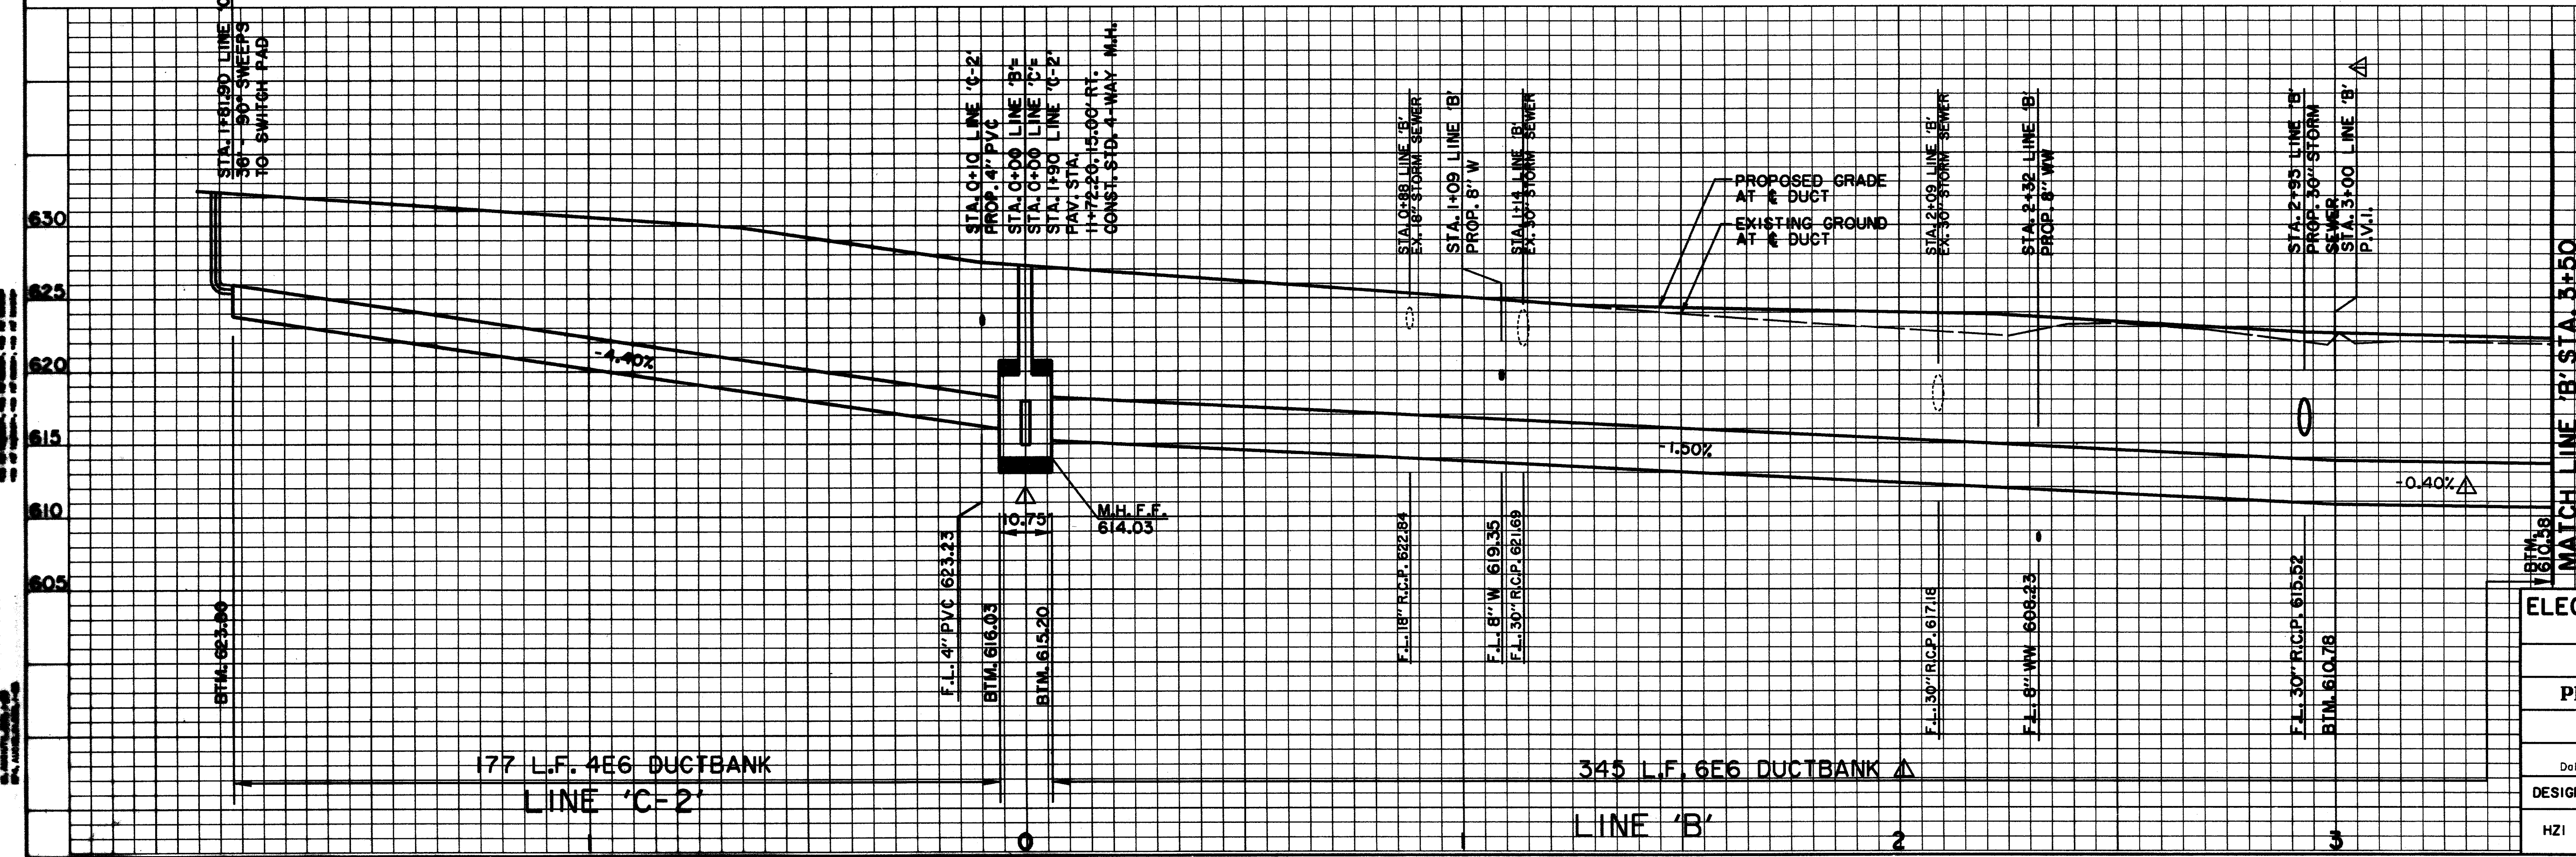 STA. 1+81.90 LINE 'C
36" - 90° SWEEPS
TO SWITCH PAD
STA. 0+10 LINE 'C-2'
PROP. 4" PVC
STA. 0+00 LINE 'B'=
STA. 0+00 LINE 'C'=
STA. 1+90 LINE 'C-2'
PAV. STA.
11+72.20, 15.00' RT.
CONST. STD. 4-WAY M.H.
STA. 0+88 LINE 'B'
EX. 18" STORM SEWER
STA. 1+09 LINE 'B'
PROP. 8" W
STA. 1+14 LINE 'B'
EX. 30" STORM SEWER
PROPOSED GRADE
AT ℄ DUCT
EXISTING GROUND
AT ℄ DUCT
STA. 2+09 LINE 'B'
EX. 30" STORM SEWER
STA. 2+32 LINE 'B'
PROP. 8" WW
STA. 2+93 LINE 'B'
PROP. 30" STORM
SEWER
STA. 3+00 LINE 'B'
P.V.I.
1
MATCH LINE 'B' STA. 3+50
630
625
620
615
610
605
-4.40%
-1.50%
-0.40% 1
10.75'
M.H. F.F.
614.03
BTM. 623.80
F.L. 4" PVC 623.23
BTM. 616.03
BTM. 615.20
F.L. 18" R.C.P. 622.84
F.L. 8" W 619.35
F.L. 30" R.C.P. 621.69
F.L. 30" R.C.P. 617.18
F.L. 8" WW 608.23
F.L. 30" R.C.P. 615.52
BTM. 610.78
BTM.
610.58
177 L.F. 4E6 DUCTBANK
LINE 'C-2'
345 L.F. 6E6 DUCTBANK 1
LINE 'B'
1 0 1 2 3
ELEC
DESIG
HZI